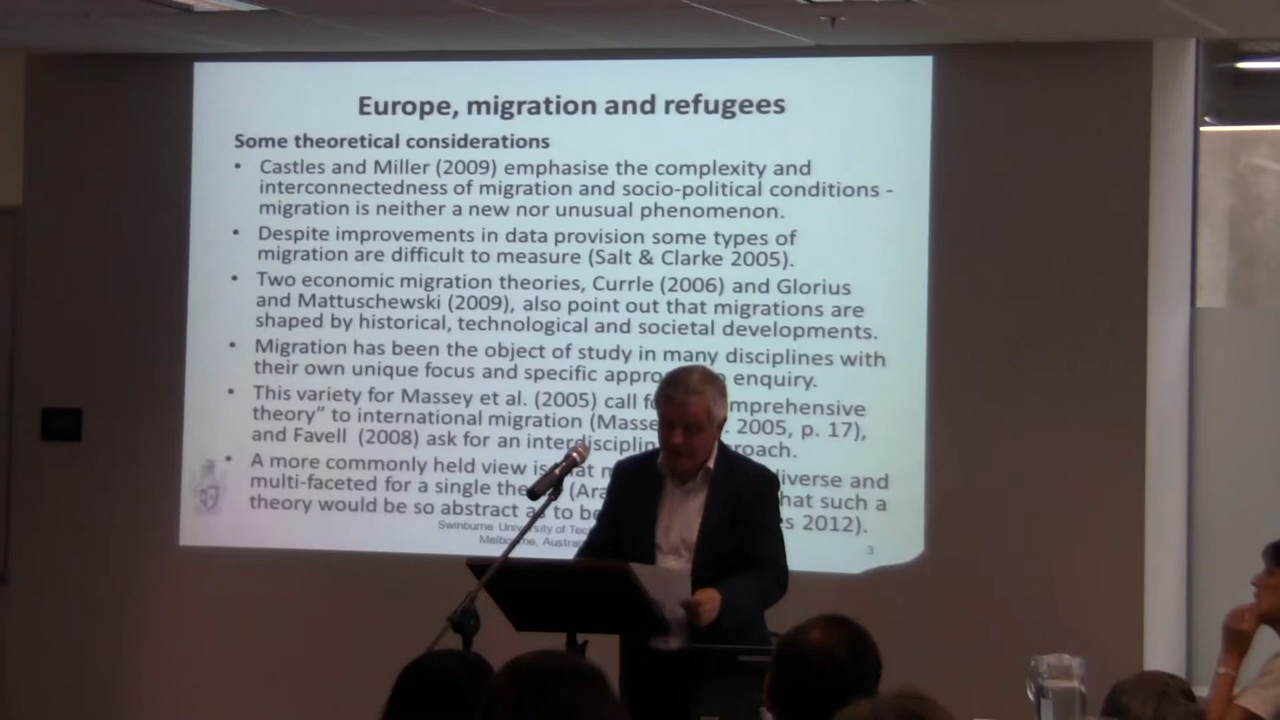 Europe, migration and refugees
Some theoretical considerations
• Castles and Miller (2009) emphasise the complexity and
interconnectedness of migration and socio-political conditions -
migration is neither a new nor unusual phenomenon.
• Despite improvements in data provision some types of
migration are difficult to measure (Salt & Clarke 2005).
• Two economic migration theories, Currle (2006) and Glorius
and Mattuschewski (2009), also point out that migrations are
shaped by historical, technological and societal developments.
• Migration has been the object of study in many disciplines with
their own unique focus and specific enquiry.
• This variety for Massey et al. (2005) call
theory” to international migration 2005, p. 17),
and Favell (2008) ask for an
• A more commonly held view is and
multi-faceted for a single that such a
theory would be so abstract as to be 2012).
Swinburne University of
Melbourne,
3